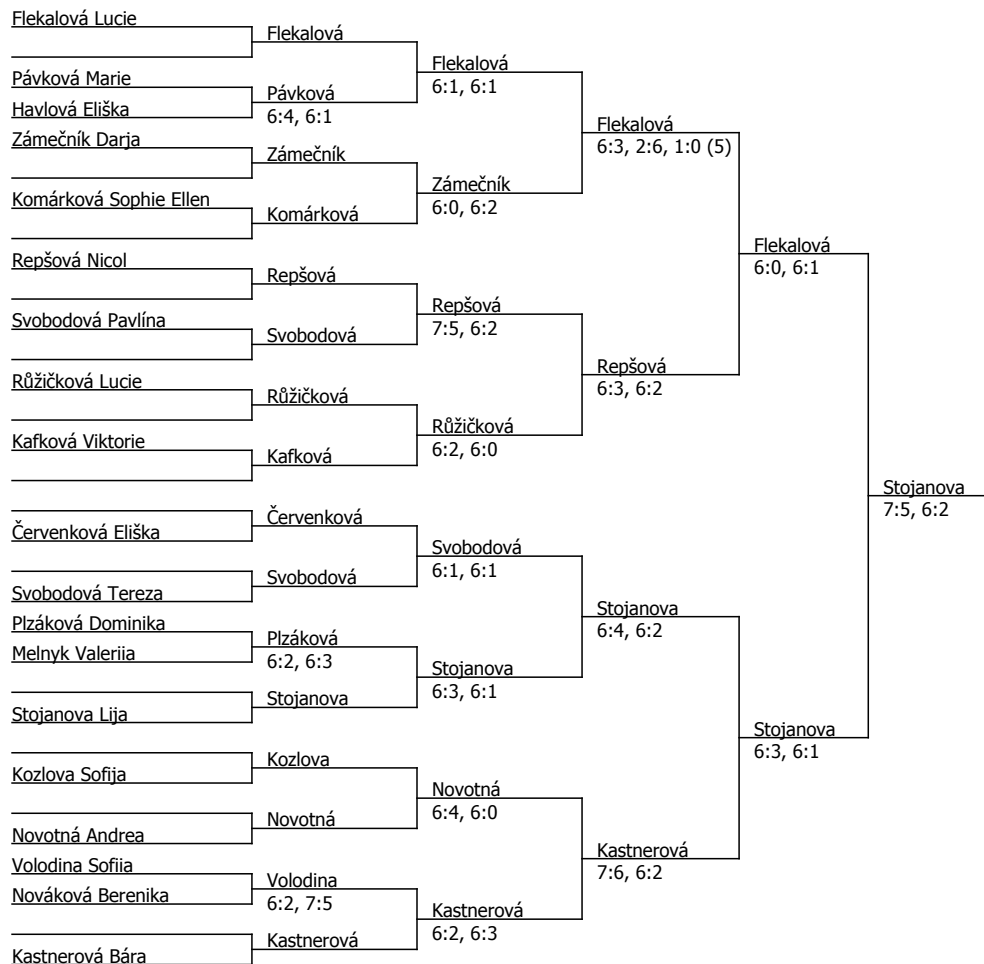 Flekalová Lucie
Flekalová
Flekalová
6:1, 6:1
Pávková Marie
Pávková
Havlová Eliška
6:4, 6:1
Flekalová
6:3, 2:6, 1:0 (5)
Zámečník Darja
Zámečník
Zámečník
6:0, 6:2
Komárková Sophie Ellen
Komárková
Flekalová
6:0, 6:1
Repšová Nicol
Repšová
Repšová
7:5, 6:2
Svobodová Pavlína
Svobodová
Repšová
6:3, 6:2
Růžičková Lucie
Růžičková
Růžičková
6:2, 6:0
Kafková Viktorie
Kafková
Stojanova
7:5, 6:2
Červenková
Červenková Eliška
Svobodová
6:1, 6:1
Svobodová
Svobodová Tereza
Stojanova
6:4, 6:2
Plzáková Dominika
Plzáková
Melnyk Valeriia
6:2, 6:3
Stojanova
6:3, 6:1
Stojanova
Stojanova Lija
Stojanova
6:3, 6:1
Kozlova
Kozlova Sofija
Novotná
6:4, 6:0
Novotná
Novotná Andrea
Kastnerová
7:6, 6:2
Volodina Sofiia
Volodina
Nováková Berenika
6:2, 7:5
Kastnerová
6:2, 6:3
Kastnerová
Kastnerová Bára